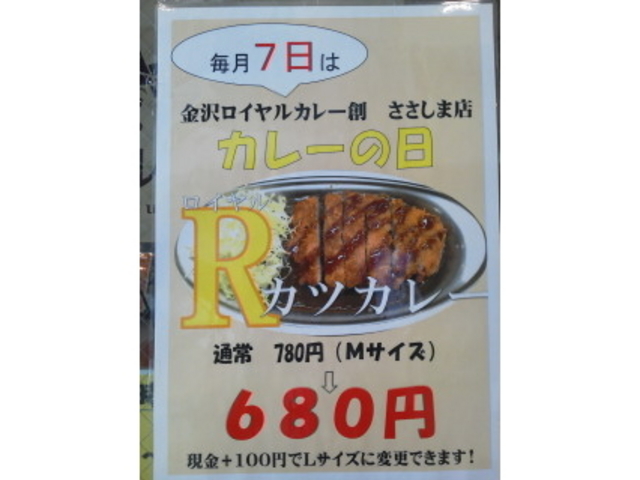 毎月7日は
金沢ロイヤルカレー創　ささしま店
カレーの日
ロイヤル
Rカツカレー
通常　780円（Mサイズ）
⇩
680円
現金+100円でLサイズに変更できます!